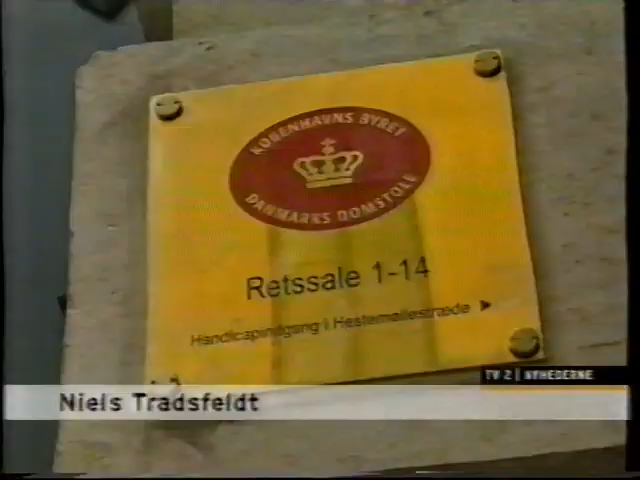 KØBENHAVNS BYRET
DANMARKS DOMSTOLE
Retssale 1-14
Handicapindgang i Hestemøllestræde
TV 2 | NYHEDERNE
Niels Tradsfeldt